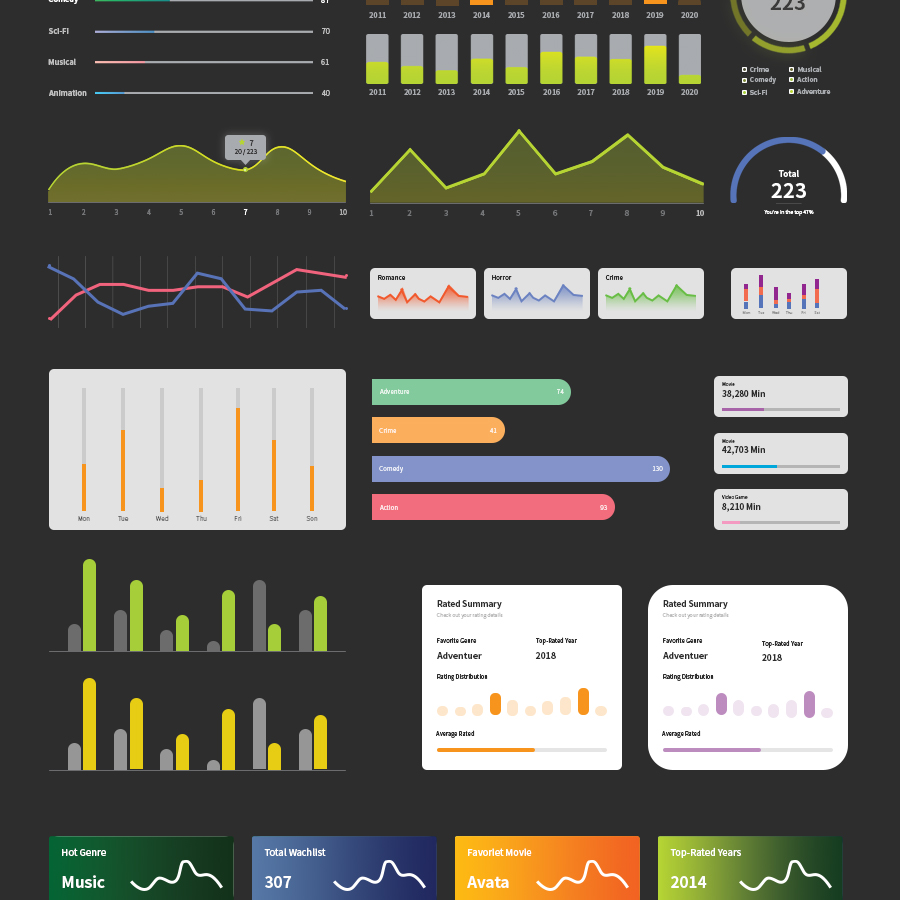 Comedy 81
Sci-Fi 70
Musical 61
Animation 40
2011 2012 2013 2014 2015 2016 2017 2018 2019 2020
2011 2012 2013 2014 2015 2016 2017 2018 2019 2020
223
Crime Musical
Comedy Action
Sci-Fi Adventure
7
20 / 223
1 2 3 4 5 6 7 8 9 10
1 2 3 4 5 6 7 8 9 10
Total
223
You're in the top 47%
Romance
Horror
Crime
Mon Tue Wed Thu Fri Sat
Mon Tue Wed Thu Fri Sat Son
Adventure 74
Crime 41
Comedy 130
Action 93
Movie
38,280 Min
Movie
42,703 Min
Video Game
8,210 Min
Rated Summary
Check out your rating details
Favorite Genre Top-Rated Year
Adventuer 2018
Rating Distribution
Average Rated
Rated Summary
Check out your rating details
Favorite Genre Top-Rated Year
Adventuer 2018
Rating Distribution
Average Rated
Hot Genre
Music
Total Wachlist
307
Favoriet Movie
Avata
Top-Rated Years
2014